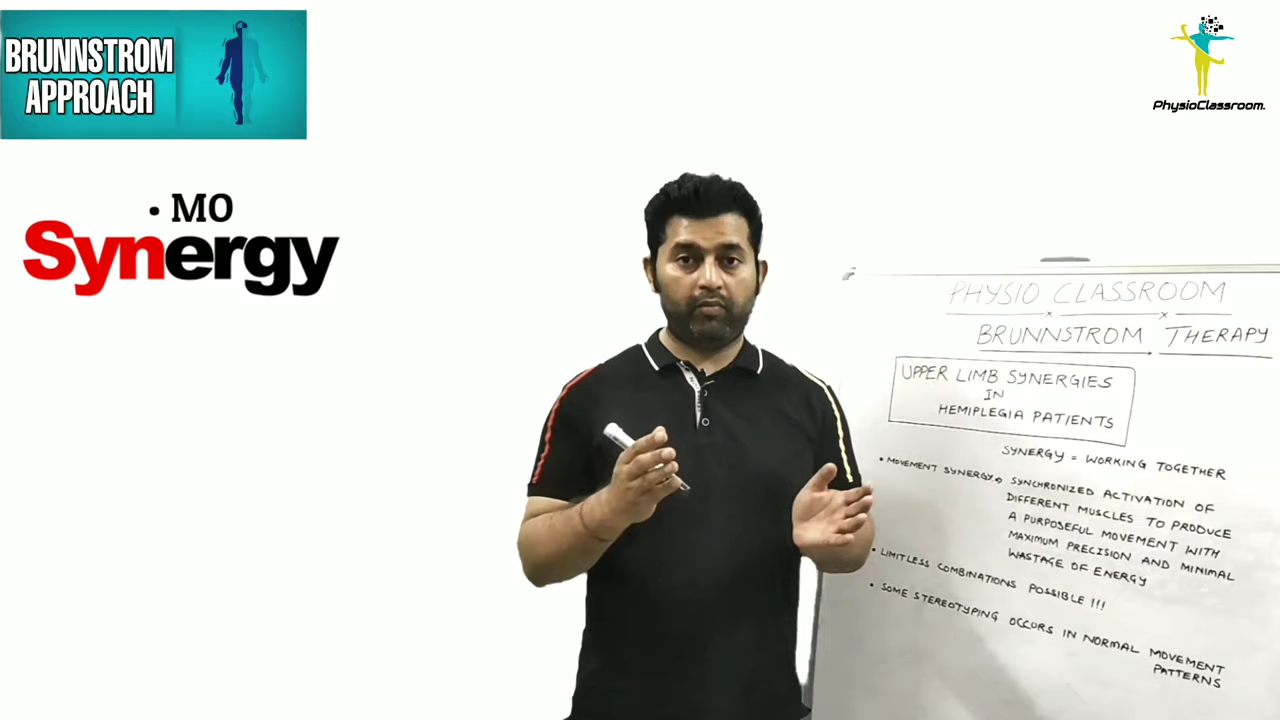 BRUNNSTROM
APPROACH
PhysioClassroom.
• MO
Synergy
PHYSIO CLASSROOM
BRUNNSTROM THERAPY
UPPER LIMB SYNERGIES
IN
HEMIPLEGIA PATIENTS
SYNERGY = WORKING TOGETHER
• MOVEMENT SYNERGY → SYNCHRONIZED ACTIVATION OF
DIFFERENT MUSCLES TO PRODUCE
A PURPOSEFUL MOVEMENT WITH
MAXIMUM PRECISION AND MINIMAL
WASTAGE OF ENERGY
• LIMITLESS COMBINATIONS POSSIBLE !!!
• SOME STEREOTYPING OCCURS IN NORMAL MOVEMENT
PATTERNS